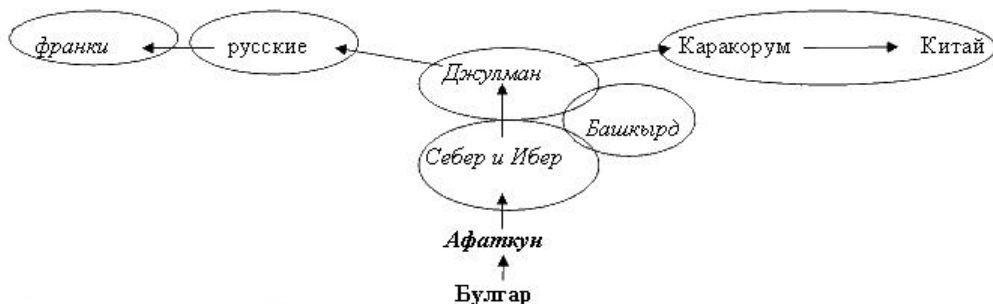 франки
русские
Каракорум
Китай
Джулман
Башкырд
Себер и Ибер
Афаткун
Булгар